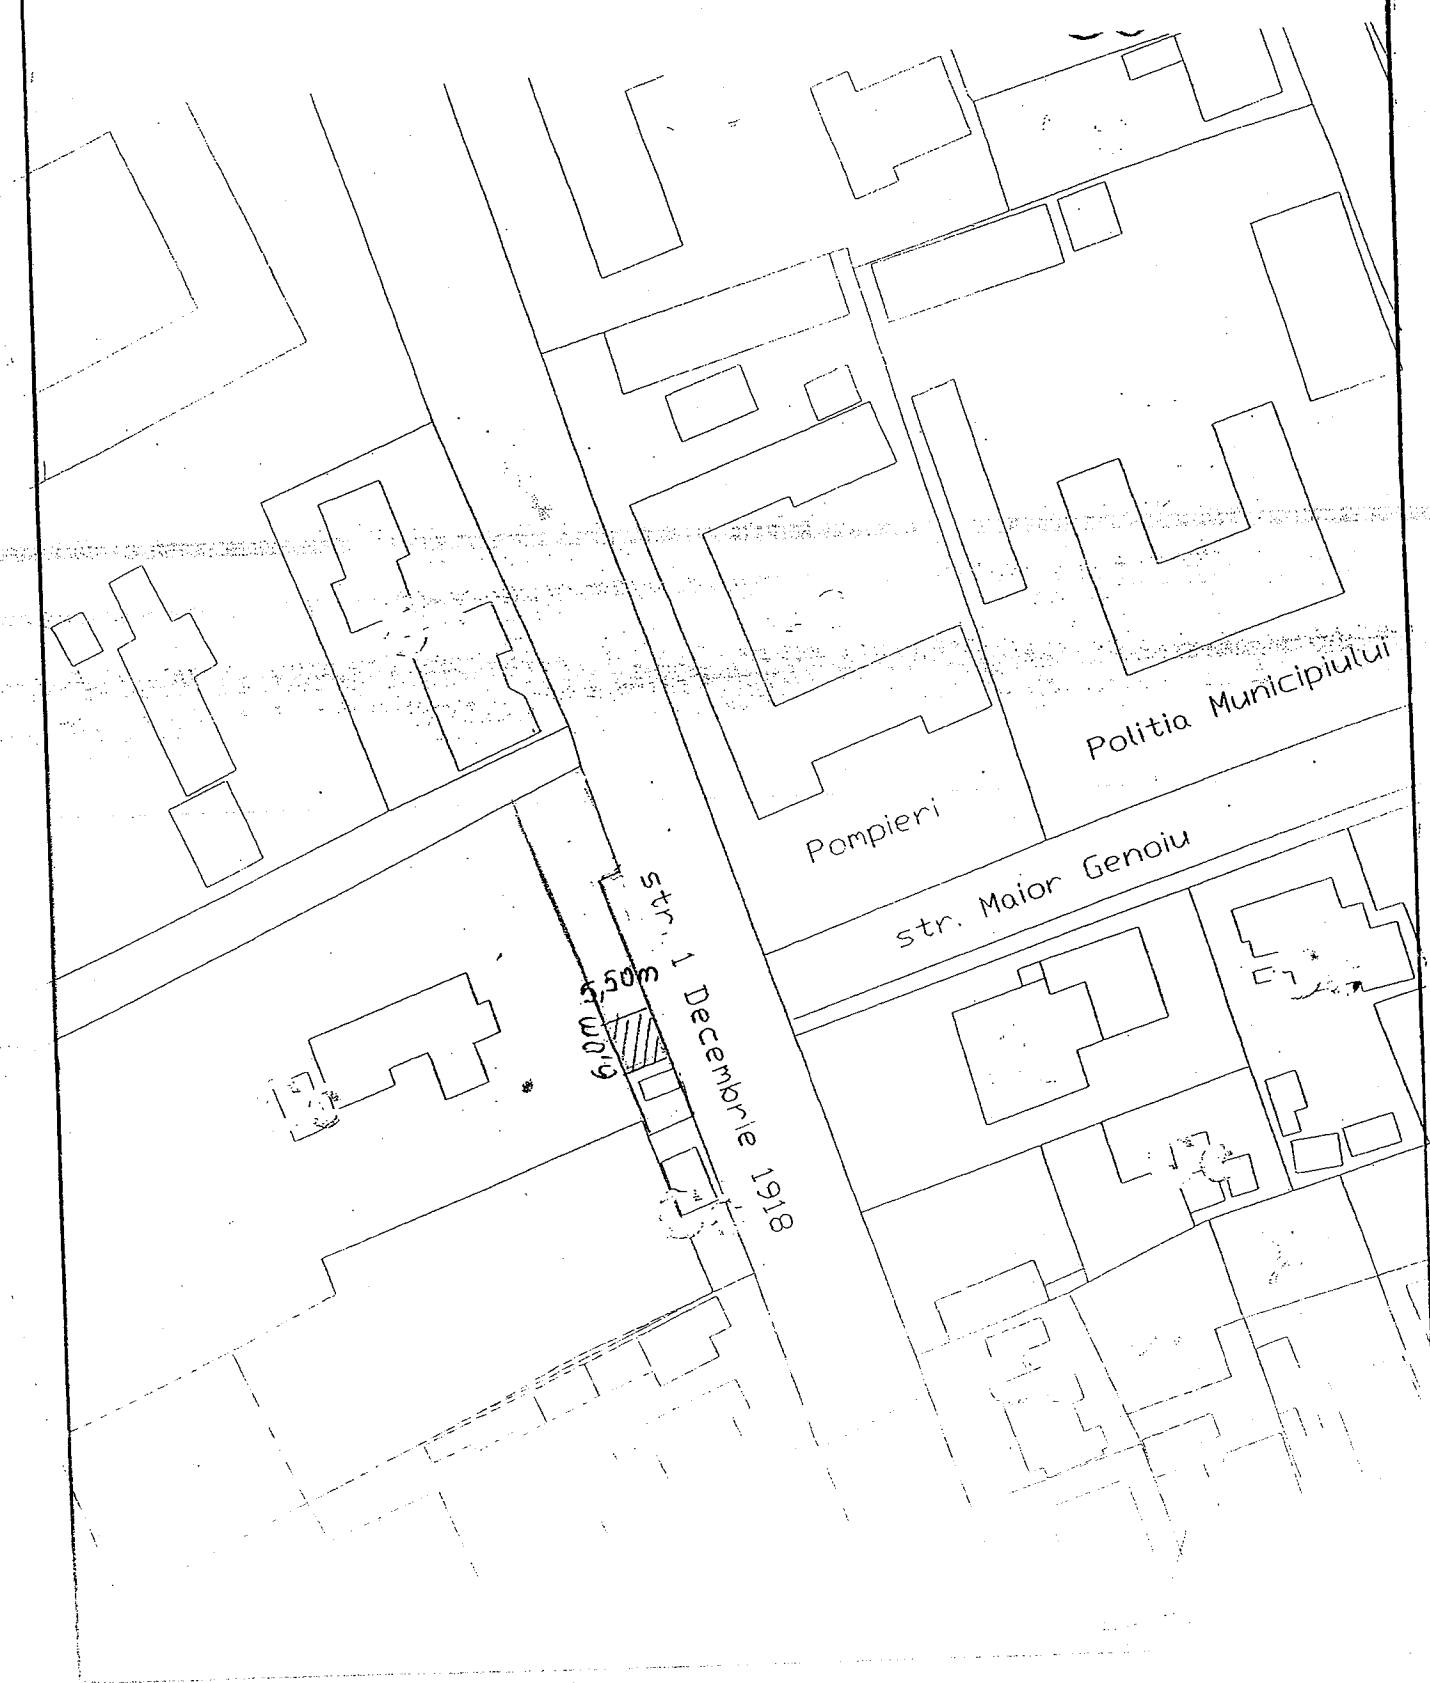 Politia Municipiului
Pompieri
str. Maior Genoiu
str. 1 Decembrie 1918
5,50m
6,0m